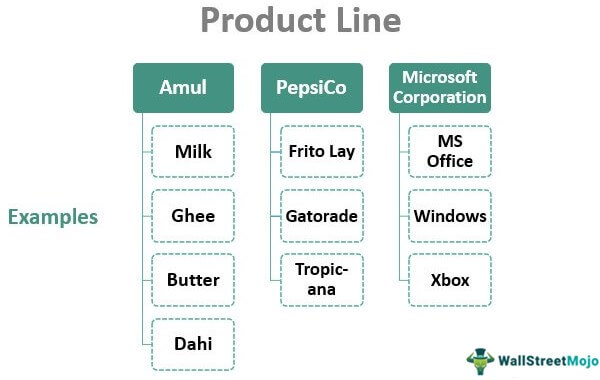 Product Line
Amul
PepsiCo
Microsoft
Corporation
Examples
Milk
Ghee
Butter
Dahi
Frito Lay
Gatorade
Tropic-
ana
MS
Office
Windows
Xbox
WallStreetMojo